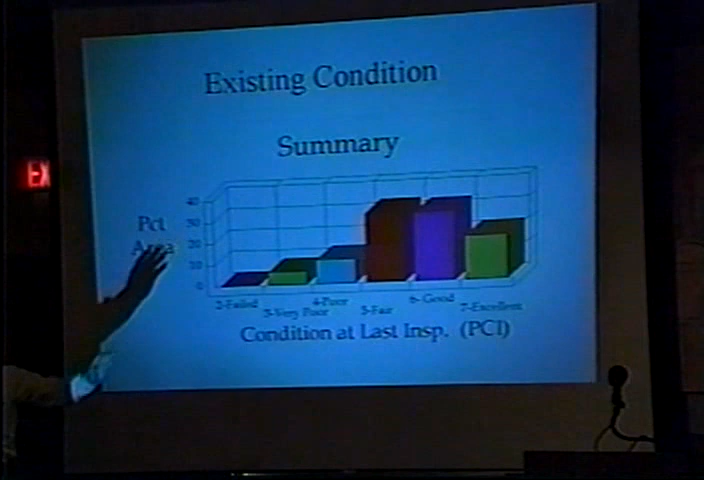 Existing Condition
Summary
EX
Pct
Area
40
30
20
10
0
2-Failed
3-Very Poor
4-Poor
5-Fair
6- Good
7-Excellent
Condition at Last Insp. (PCI)